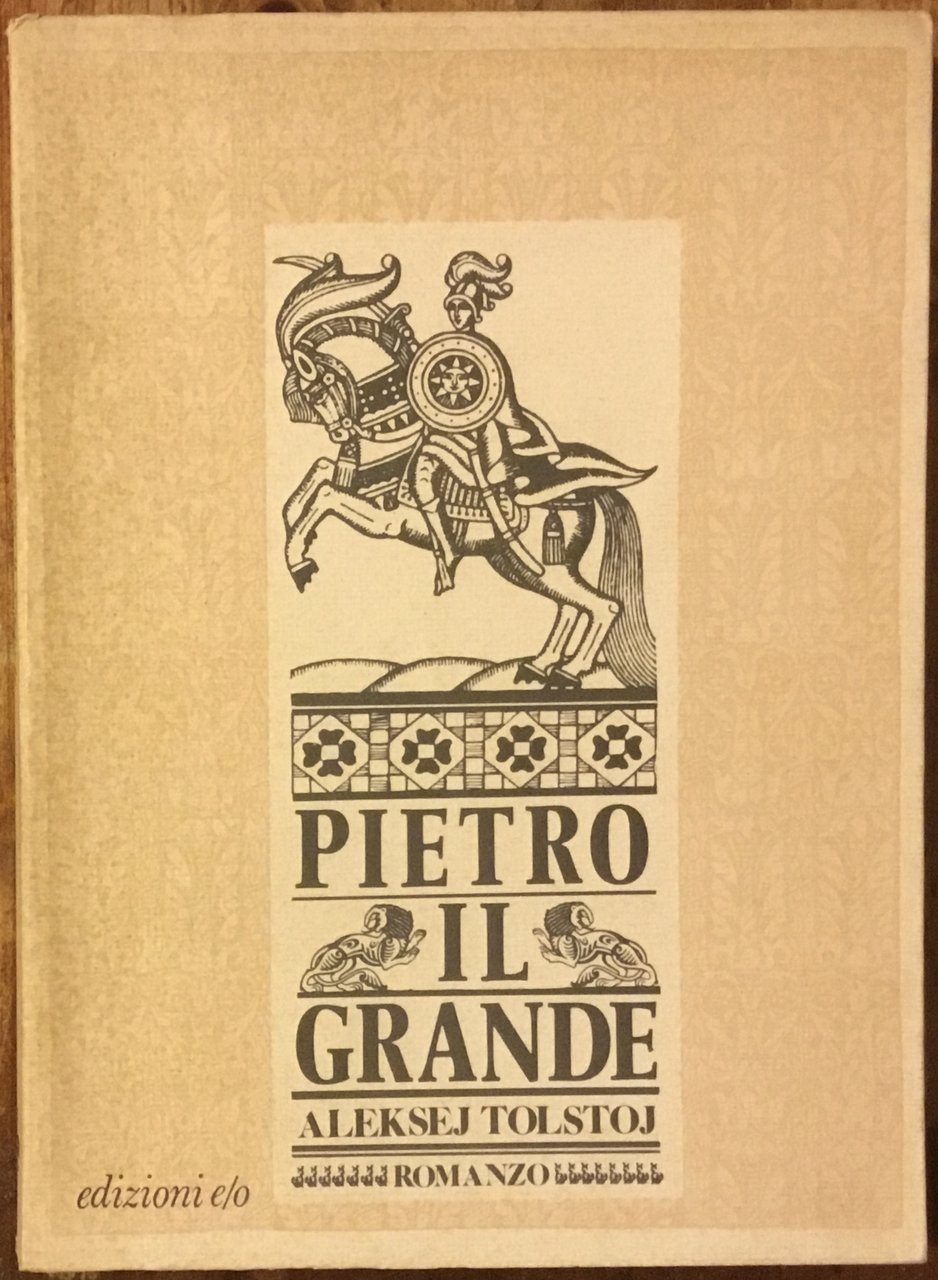 PIETRO
IL
GRANDE
ALEKSEJ TOLSTOJ
ROMANZO
edizioni e/o